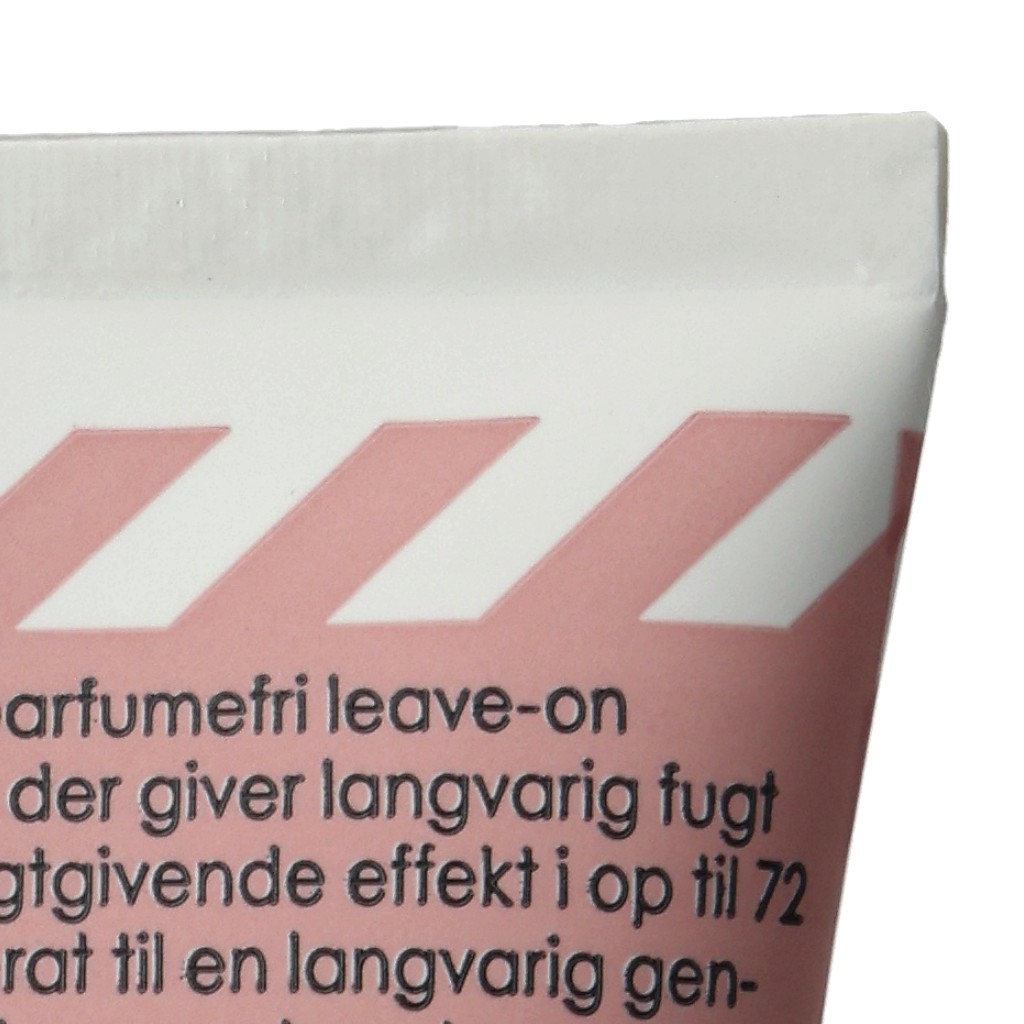 arfumefri leave-on
der giver langvarig fugt
gtgivende effekt i op til 72
rat til en langvarig gen-